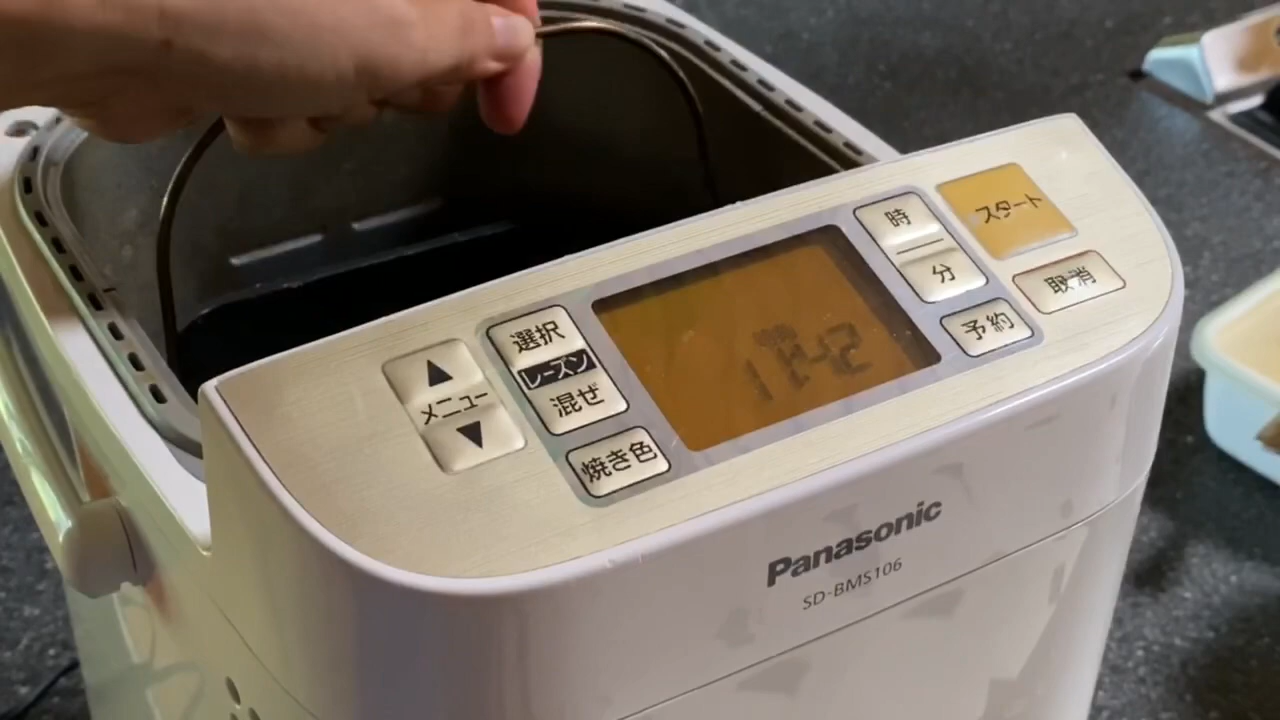 ▲
メニュー
▼
選択
レーズン
混ぜ
焼き色
時
分
予約
スタート
取消
Panasonic
SD-BMS106